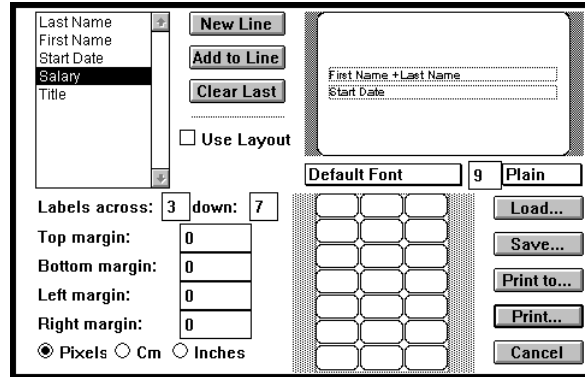 Last Name
First Name
Start Date
Salary
Title
New Line
Add to Line
Clear Last
Use Layout
First Name +Last Name
Start Date
Default Font 9 Plain
Labels across: 3 down: 7
Top margin: 0
Bottom margin: 0
Left margin: 0
Right margin: 0
Pixels Cm Inches
Load...
Save...
Print to...
Print...
Cancel